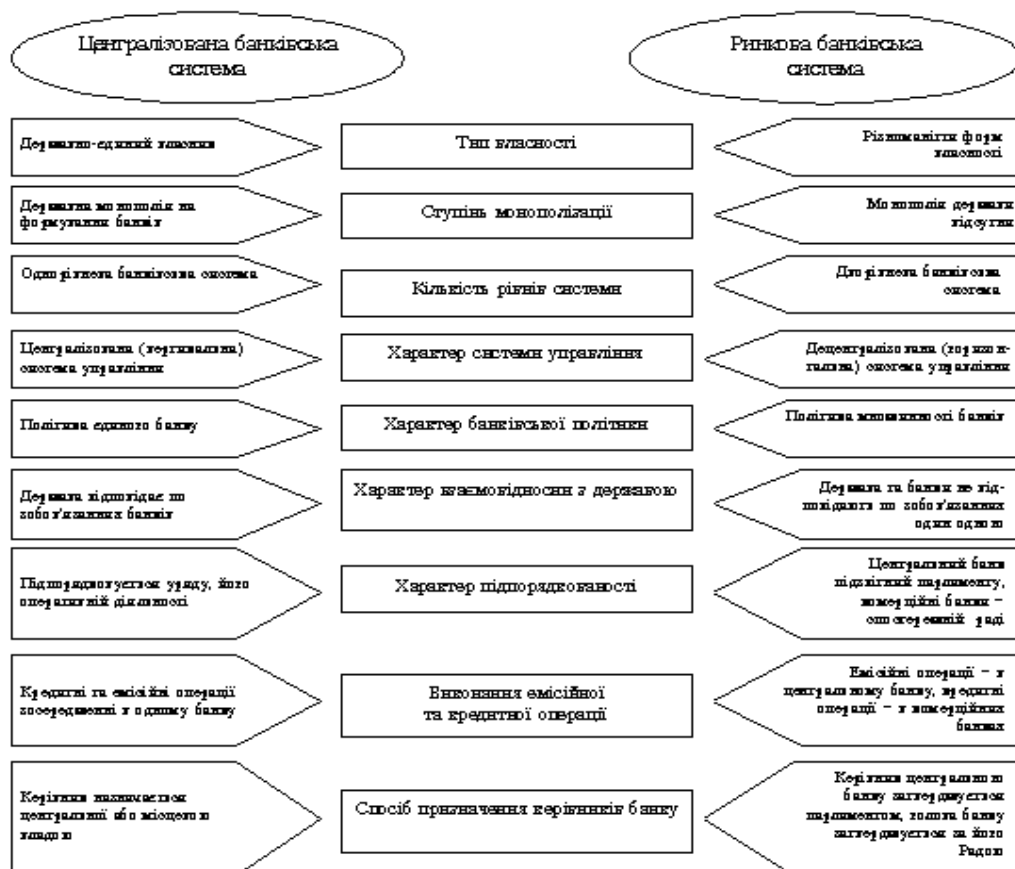 Централізована банківська
система
Ринкова банківська
система
Державо-єдиний власник
Тип власності
Різноманіття форм
власності
Державна монополія на
формування банків
Ступінь монополізації
Монополія держави
відсутня
Однорівнева банківська система
Кількість рівнів системи
Дворівнева банківська
система
Централізована (вертикальна)
система управління
Характер системи управління
Децентралізована (горизон-
тальна) система управління
Політика єдиного банку
Характер банківської політики
Політика множинності банків
Держава відповідає по
зобов'язаннях банків
Характер взаємовідносин з державою
Держава та банки не від-
повідають по зобов'язаннях
один одного
Підпорядковується уряду, його
оперативній діяльності
Характер підпорядкованості
Центральний банк
підзвітний парламенту,
комерційні банки –
спостережній раді
Кредитні та емісійні операції
зосередженні в одному банку
Виконання емісійної
та кредитної операції
Емісійні операції – в
центральному банку, кредитні
операції – в комерційних
банках
Керівник назначається
центральної або місцевою
владою
Спосіб призначення керівників банку
Керівник центрального
банку затверджується
парламентом, голова банку
затверджується за його
Радою